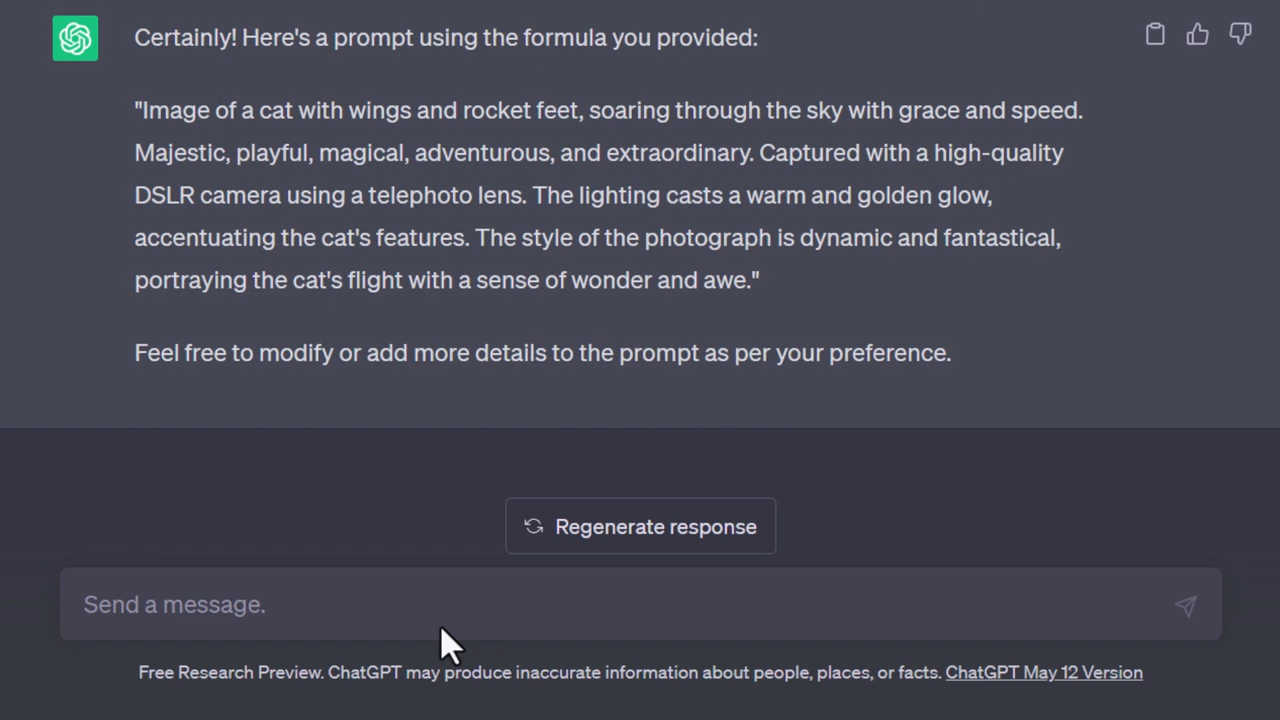 Certainly! Here's a prompt using the formula you provided:
"Image of a cat with wings and rocket feet, soaring through the sky with grace and speed.
Majestic, playful, magical, adventurous, and extraordinary. Captured with a high-quality
DSLR camera using a telephoto lens. The lighting casts a warm and golden glow,
accentuating the cat's features. The style of the photograph is dynamic and fantastical,
portraying the cat's flight with a sense of wonder and awe."
Feel free to modify or add more details to the prompt as per your preference.
Regenerate response
Send a message.
Free Research Preview. ChatGPT may produce inaccurate information about people, places, or facts. ChatGPT May 12 Version